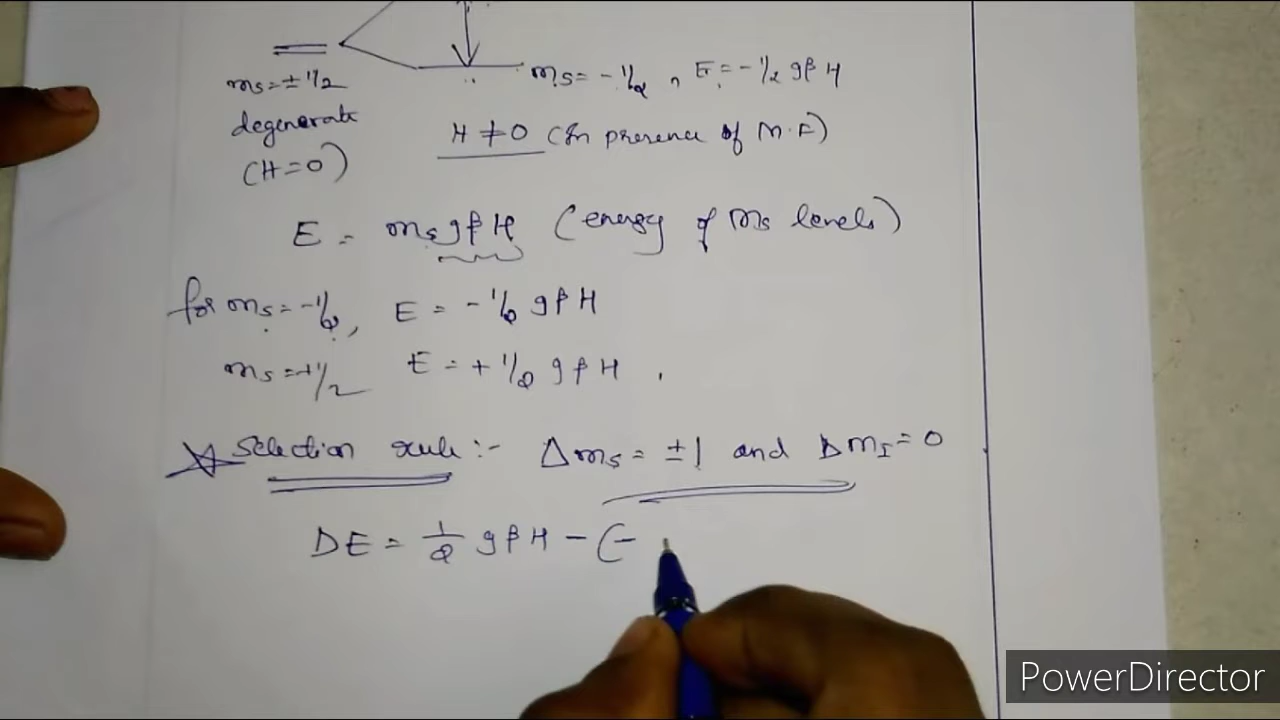 ms = - 1/2 , E = - 1/2 gβH
ms = ± 1/2
degenerate
(H = 0)
H ≠ 0 (In presence of M.F)
E = ms gβH (energy of Ms levels)
for ms = - 1/2, E = - 1/2 gβH
ms = + 1/2 E = + 1/2 gβH .
Selection rule :- Δms = ±1 and ΔmI = 0
ΔE = 1/2 gβH - (-
PowerDirector